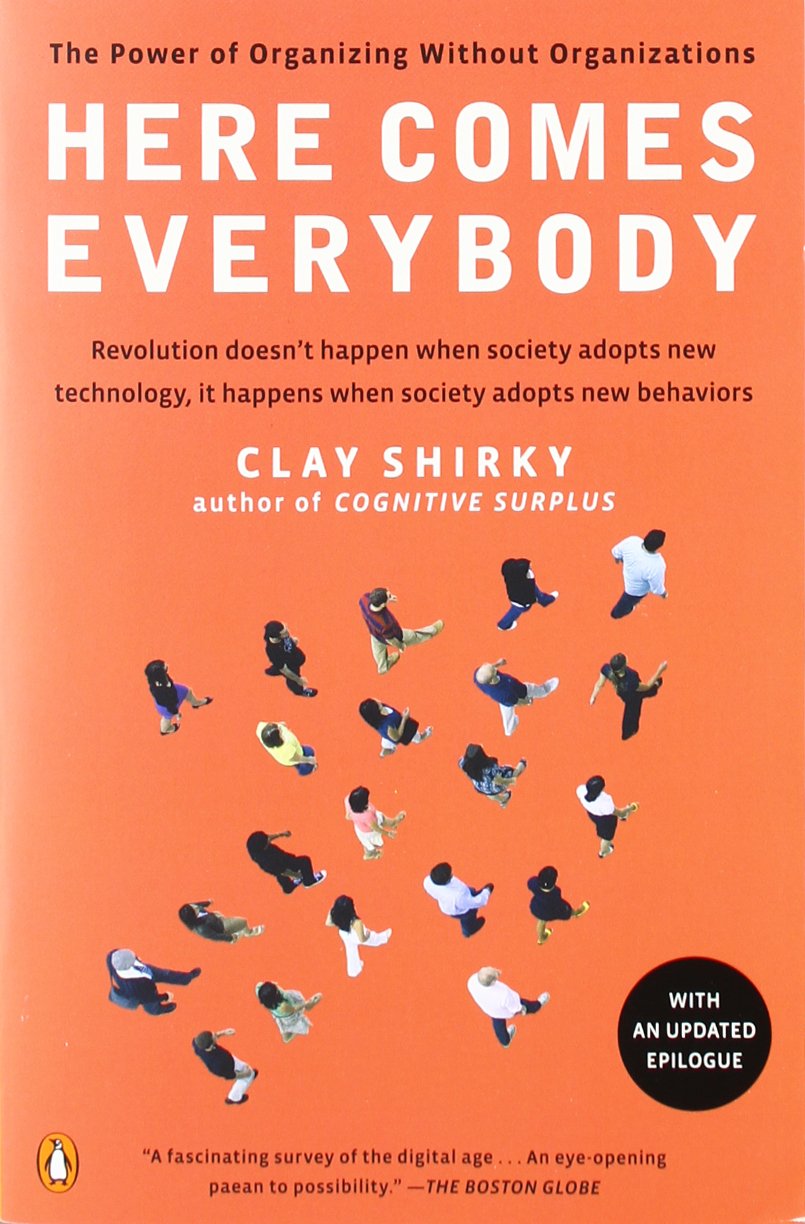 The Power of Organizing Without Organizations
HERE COMES
EVERYBODY
Revolution doesn't happen when society adopts new
technology, it happens when society adopts new behaviors
CLAY SHIRKY
author of COGNITIVE SURPLUS
WITH
AN UPDATED
EPILOGUE
“A fascinating survey of the digital age . . . An eye-opening
paean to possibility.” —THE BOSTON GLOBE